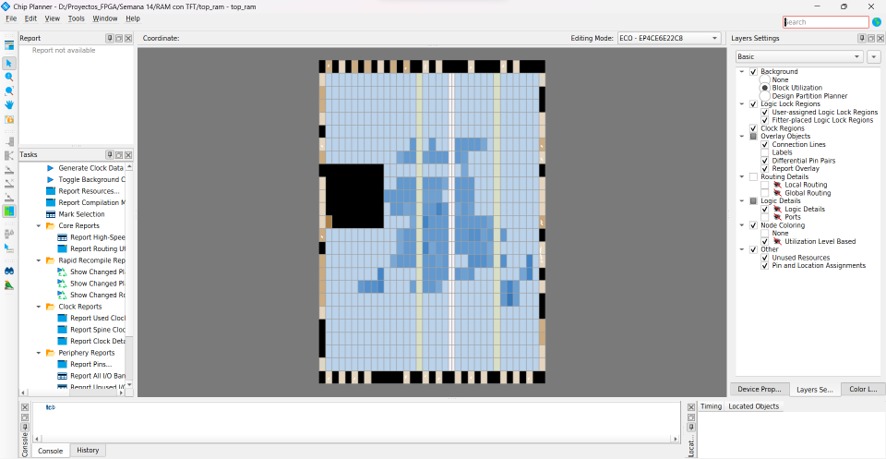 Chip Planner - D:/Proyectos_FPGA/Semana 14/RAM con TFT/top_ram - top_ram
File Edit View Tools Window Help
Search
Report
Report not available
Coordinate:
Editing Mode: ECO - EP4CE6E22C8
Layers Settings
Basic
Background
None
Block Utilization
Design Partition Planner
Logic Lock Regions
User-assigned Logic Lock Regions
Fitter-placed Logic Lock Regions
Clock Regions
Overlay Objects
Connection Lines
Labels
Differential Pin Pairs
Report Overlay
Routing Details
Local Routing
Global Routing
Logic Details
Logic Details
Ports
Node Coloring
None
Utilization Level Based
Other
Unused Resources
Pin and Location Assignments
Tasks
Generate Clock Data
Toggle Background C
Report Resources...
Report Compilation M
Mark Selection
Core Reports
Report High-Spee
Report Routing Ut
Rapid Recompile Rep
Show Changed Pl
Show Changed Pl
Show Changed Ro
Clock Reports
Report Used Clocl
Report Spine Cloc
Report Clock Deta
Periphery Reports
Report Pins...
Report All I/O Ban
Report Unused I/O
Device Prop... Layers Se... Color L...
tcl>
Console
Console History
Locat...
Timing Located Objects